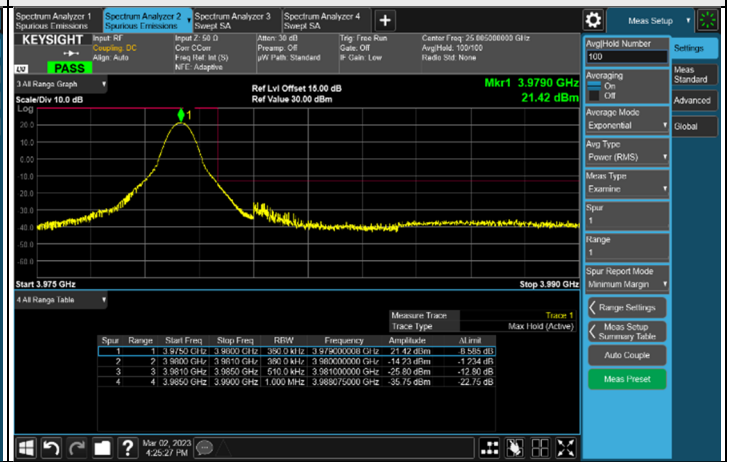 Spectrum Analyzer 1 Spectrum Analyzer 2 Spectrum Analyzer 3 Spectrum Analyzer 4
Spurious Emissions Spurious Emissions Swept SA Swept SA
Meas Setup
KEYSIGHT Input: RF Input Z: 50 Ω Atten: 30 dB Trig: Free Run Center Freq: 25.005000000 GHz
Coupling: DC Corr CCorr Preamp: Off Gate: Off Avg|Hold: 100/100
Align: Auto Freq Ref: Int (S) µW Path: Standard IF Gain: Low Radio Std: None
NFE: Adaptive
PASS
3 All Range Graph
Ref Lvl Offset 15.00 dB
Mkr1 3.9790 GHz
Scale/Div 10.0 dB
Ref Value 30.00 dBm
21.42 dBm
Log
1
20.0
10.0
0.00
10.0
20.0
30.0
40.0
-50.0
-60.0
Start 3.975 GHz
Stop 3.990 GHz
4 All Range Table
Measure Trace Trace 1
Trace Type Max Hold (Active)
Spur Range Start Freq Stop Freq RBW Frequency Amplitude ΔLimit
1 1 3.9750 GHz 3.9800 GHz 360.0 kHz 3.979000008 GHz 21.42 dBm -8.585 dB
2 2 3.9800 GHz 3.9810 GHz 360.0 kHz 3.980000000 GHz -14.23 dBm -1.234 dB
3 3 3.9810 GHz 3.9850 GHz 510.0 kHz 3.981000000 GHz -25.80 dBm -12.80 dB
4 4 3.9850 GHz 3.9900 GHz 1.000 MHz 3.988075000 GHz -35.75 dBm -22.75 dB
Avg|Hold Number
100
Averaging
On
Off
Average Mode
Exponential
Avg Type
Power (RMS)
Meas Type
Examine
Spur
1
Range
1
Spur Report Mode
Minimum Margin
Range Settings
Meas Setup
Summary Table
Auto Couple
Meas Preset
Settings
Meas
Standard
Advanced
Global
Mar 02, 2023
4:25:27 PM